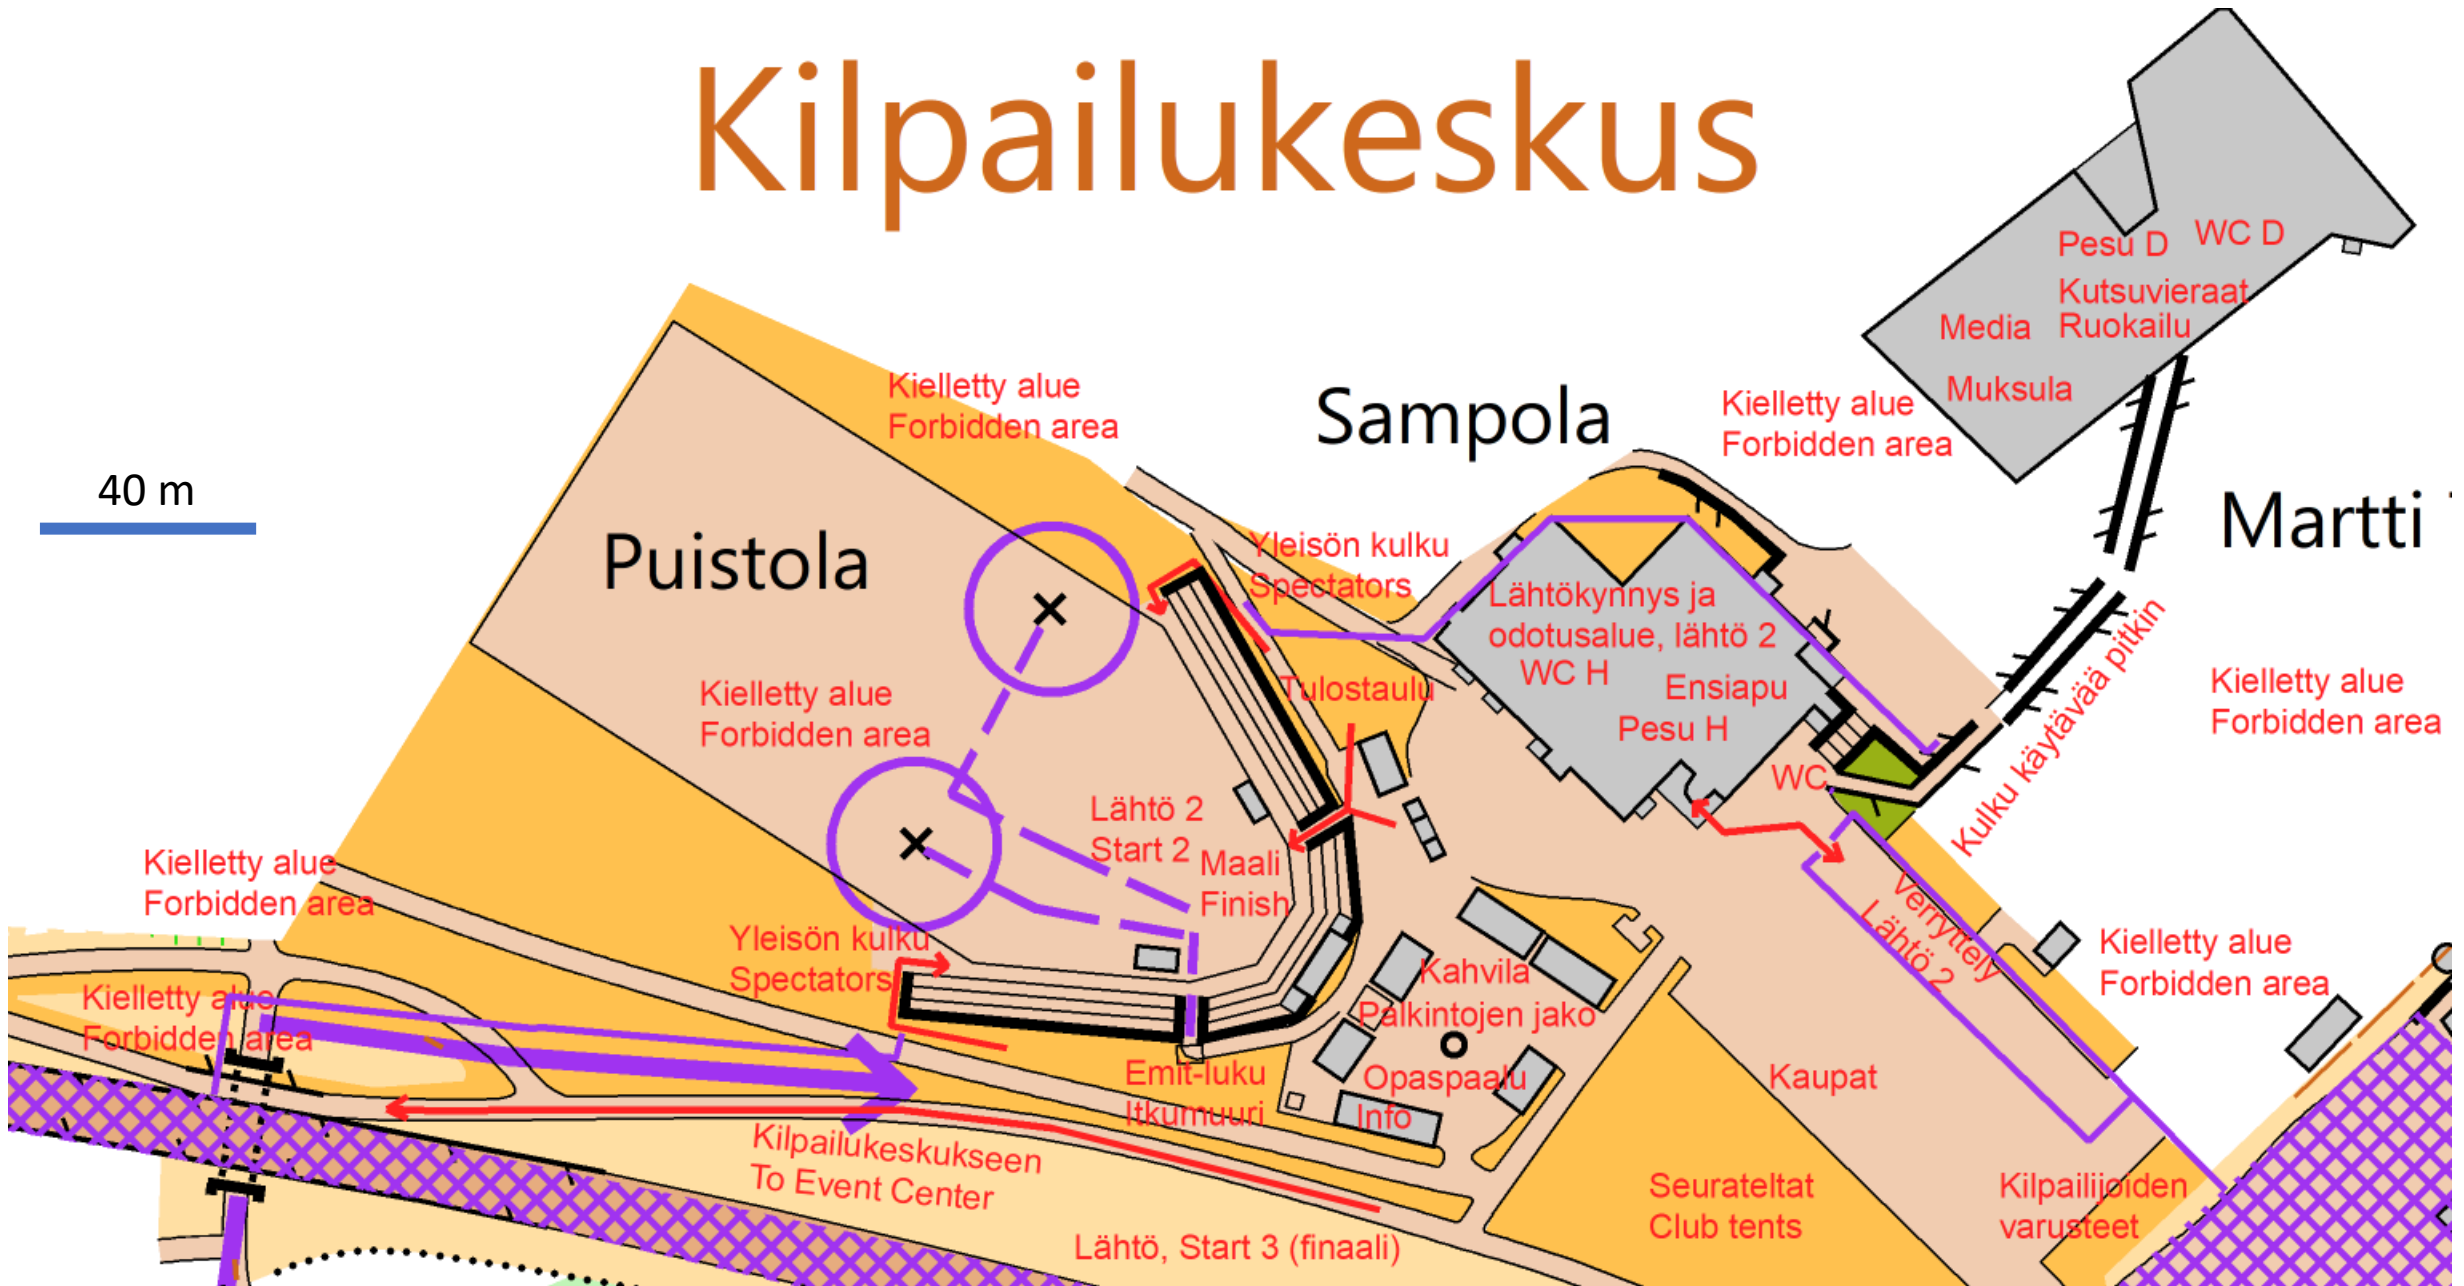 Kilpailukeskus
Pesu D
WC D
Kutsuvieraat
Media
Ruokailu
Muksula
Kielletty alue
Forbidden area
Sampola
Kielletty alue
Forbidden area
40 m
Martti
Puistola
Yleisön kulku
Spectators
Lähtökynnys ja
odotusalue, lähtö 2
WC H
Ensiapu
Pesu H
Tulostaulu
Kielletty alue
Forbidden area
Kielletty alue
Forbidden area
WC
Kulku käytävää pitkin
Lähtö 2
Start 2
Maali
Finish
Kielletty alue
Forbidden area
Verryttely
Lähtö 2
Yleisön kulku
Spectators
Kielletty alue
Forbidden area
Kahvila
Palkintojen jako
Kielletty alue
Forbidden area
Emit-luku
Itkumuuri
Opaspaalu
Info
Kaupat
Kilpailukeskukseen
To Event Center
Seurateltat
Club tents
Kilpailijoiden
varusteet
Lähtö, Start 3 (finaali)